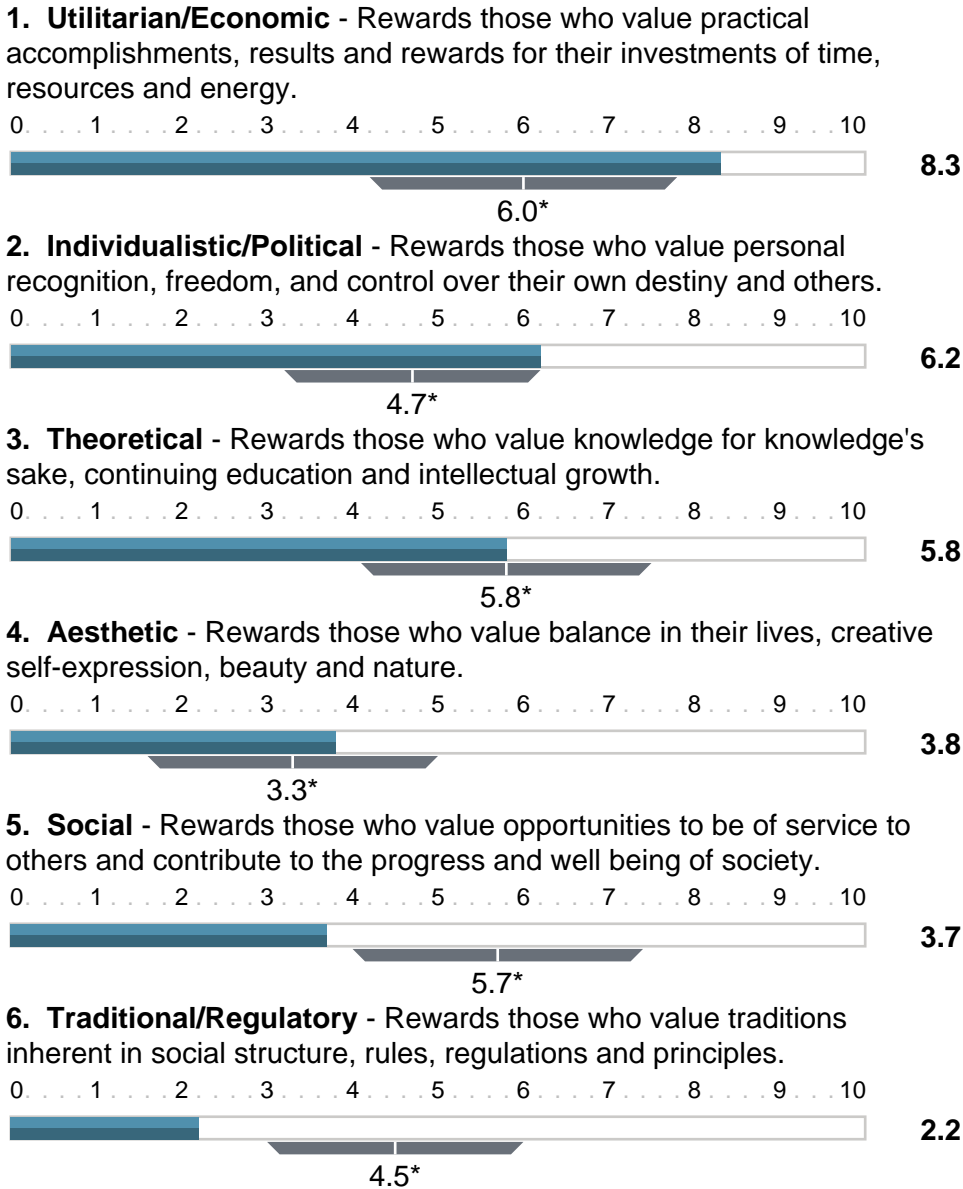 1. Utilitarian/Economic - Rewards those who value practical
accomplishments, results and rewards for their investments of time,
resources and energy.
0. . . . 1 . . . . 2 . . . . 3 . . . . 4 . . . . 5 . . . . 6 . . . . 7 . . . . 8 . . . . 9 . . . 10
8.3
6.0*
2. Individualistic/Political - Rewards those who value personal
recognition, freedom, and control over their own destiny and others.
0. . . . 1 . . . . 2 . . . . 3 . . . . 4 . . . . 5 . . . . 6 . . . . 7 . . . . 8 . . . . 9 . . . 10
6.2
4.7*
3. Theoretical - Rewards those who value knowledge for knowledge's
sake, continuing education and intellectual growth.
0. . . . 1 . . . . 2 . . . . 3 . . . . 4 . . . . 5 . . . . 6 . . . . 7 . . . . 8 . . . . 9 . . . 10
5.8
5.8*
4. Aesthetic - Rewards those who value balance in their lives, creative
self-expression, beauty and nature.
0. . . . 1 . . . . 2 . . . . 3 . . . . 4 . . . . 5 . . . . 6 . . . . 7 . . . . 8 . . . . 9 . . . 10
3.8
3.3*
5. Social - Rewards those who value opportunities to be of service to
others and contribute to the progress and well being of society.
0. . . . 1 . . . . 2 . . . . 3 . . . . 4 . . . . 5 . . . . 6 . . . . 7 . . . . 8 . . . . 9 . . . 10
3.7
5.7*
6. Traditional/Regulatory - Rewards those who value traditions
inherent in social structure, rules, regulations and principles.
0. . . . 1 . . . . 2 . . . . 3 . . . . 4 . . . . 5 . . . . 6 . . . . 7 . . . . 8 . . . . 9 . . . 10
2.2
4.5*